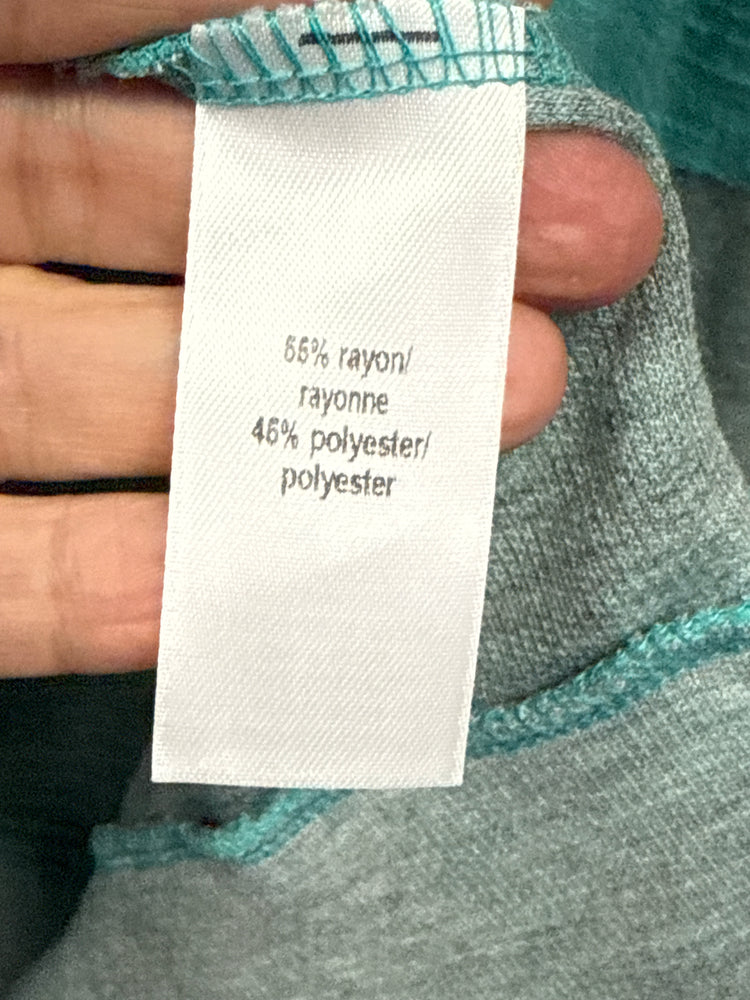 55% rayon/
rayonne
45% polyester/
polyester